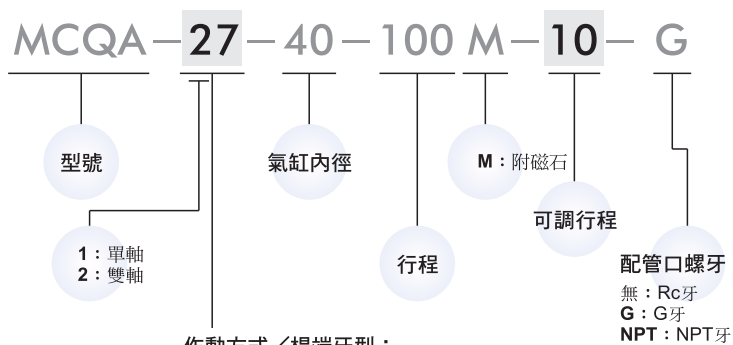 MCQA－27－40－100 M－10－ G
型號
氣缸內徑
M：附磁石
可調行程
1：單軸
2：雙軸
行程
配管口螺牙
無：Rc牙
G：G牙
NPT：NPT牙